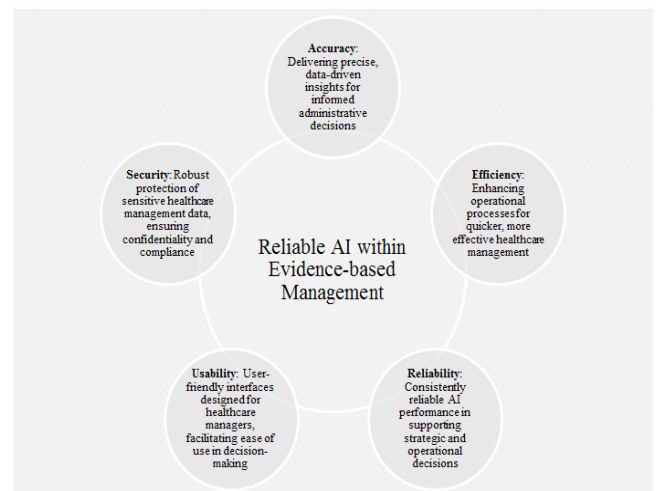 Accuracy:
Delivering precise,
data-driven
insights for
informed
administrative
decisions
Security: Robust
protection of
sensitive healthcare
management data,
ensuring
confidentiality and
compliance
Efficiency:
Enhancing
operational
processes for
quicker, more
effective healthcare
management
Reliable AI within
Evidence-based
Management
Usability: User-
friendly interfaces
designed for
healthcare
managers,
facilitating ease of
use in decision-
making
Reliability:
Consistently
reliable AI
performance in
supporting
strategic and
operational
decisions